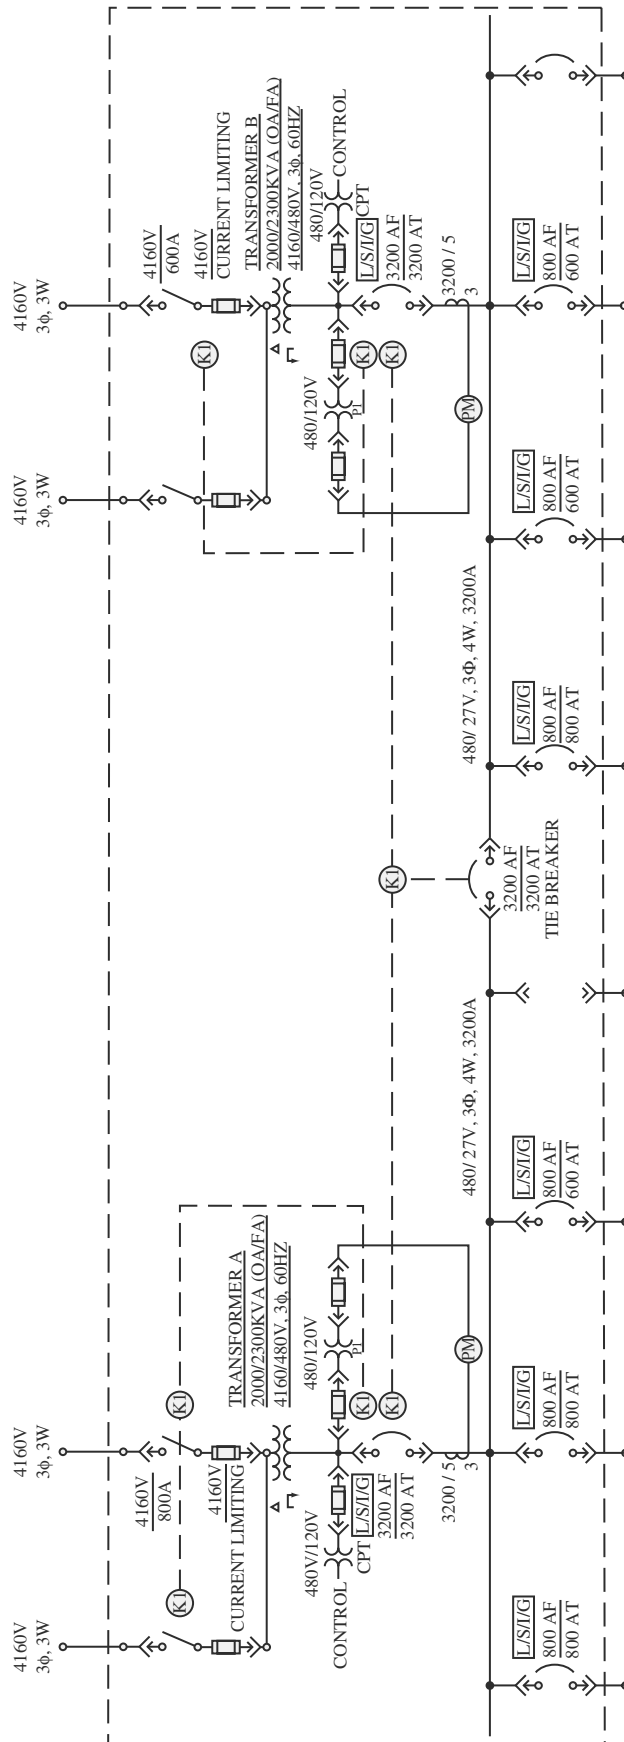 4160V
3ϕ, 3W
4160V
3ϕ, 3W
4160V
3ϕ, 3W
4160V
3ϕ, 3W
K1
K1
4160V
800A
4160V
CURRENT LIMITING
TRANSFORMER A
2000/2300KVA (OA/FA)
4160/480V, 3ϕ, 60HZ
480V/120V
CONTROL
CPT
480/120V
P1
K1
K1
L/S/I/G
3200 AF
3200 AT
3200 / 5
3
PM
K1
4160V
600A
4160V
CURRENT LIMITING
TRANSFORMER B
2000/2300KVA (OA/FA)
4160/480V, 3ϕ, 60HZ
480/120V
P1
K1
K1
480/120V
CONTROL
CPT
L/S/I/G
3200 AF
3200 AT
3200 / 5
3
PM
480/ 27V, 3Φ, 4W, 3200A
K1
3200 AF
3200 AT
TIE BREAKER
480/ 27V, 3Φ, 4W, 3200A
L/S/I/G
800 AF
800 AT
L/S/I/G
800 AF
800 AT
L/S/I/G
800 AF
600 AT
L/S/I/G
800 AF
800 AT
L/S/I/G
800 AF
600 AT
L/S/I/G
800 AF
600 AT